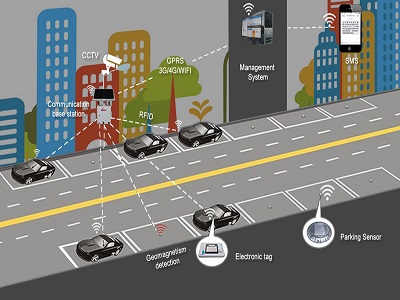 CCTV
GPRS
3G/4G/WIFI
Management
System
SMS
Communication
base station
RFID
Geomagnetism
detection
Electronic tag
Parking Sensor